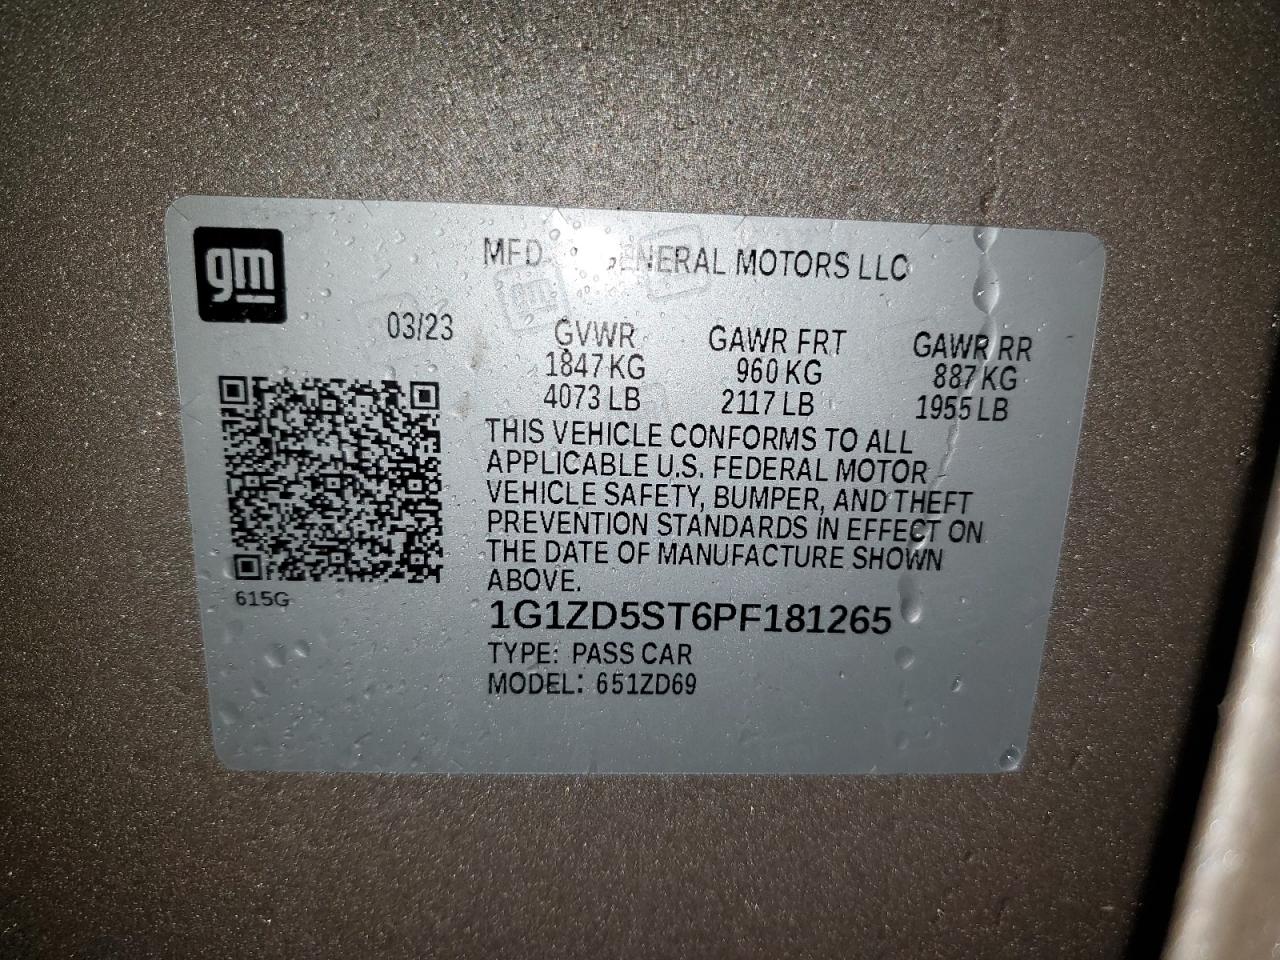 gm
MFD GENERAL MOTORS LLC
03/23
GVWR GAWR FRT GAWR RR
1847 KG 960 KG 887 KG
4073 LB 2117 LB 1955 LB
THIS VEHICLE CONFORMS TO ALL
APPLICABLE U.S. FEDERAL MOTOR
VEHICLE SAFETY, BUMPER, AND THEFT
PREVENTION STANDARDS IN EFFECT ON
THE DATE OF MANUFACTURE SHOWN
ABOVE.
615G
1G1ZD5ST6PF181265
TYPE: PASS CAR
MODEL: 651ZD69